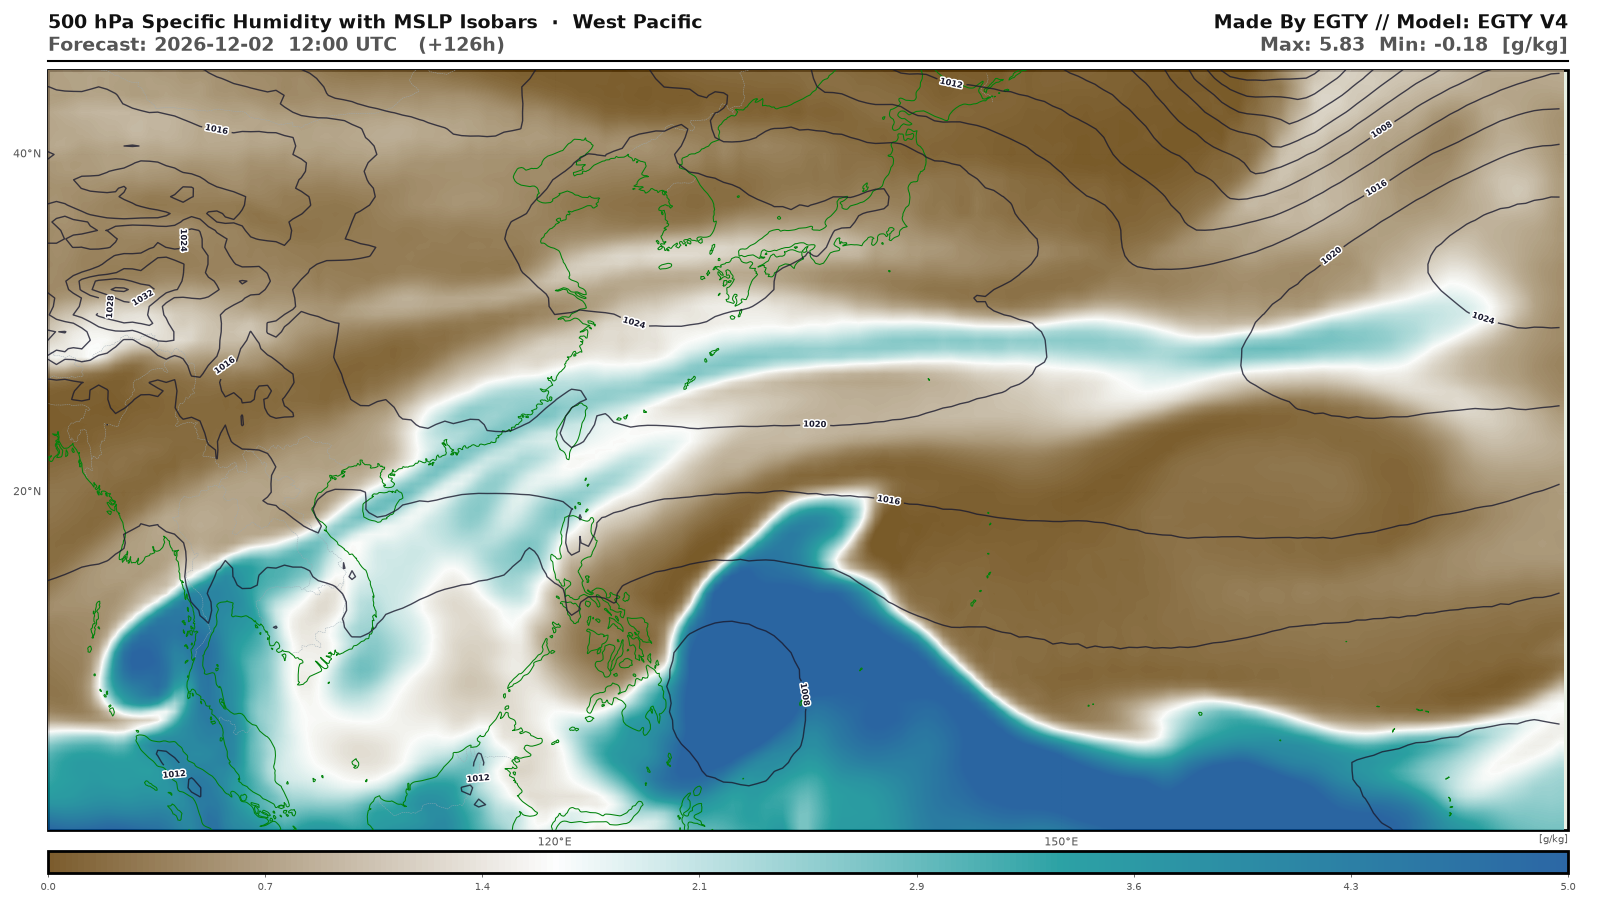 500 hPa Specific Humidity with MSLP Isobars · West Pacific
Made By EGTY // Model: EGTY V4
Forecast: 2026-12-02 12:00 UTC (+126h)
Max: 5.83 Min: -0.18 [g/kg]
1012
1016
1008
40°N
1016
1024
1020
1032
1028
1024
1024
1016
1020
20°N
1016
1008
1012
1012
120°E
150°E
[g/kg]
0.0 0.7 1.4 2.1 2.9 3.6 4.3 5.0